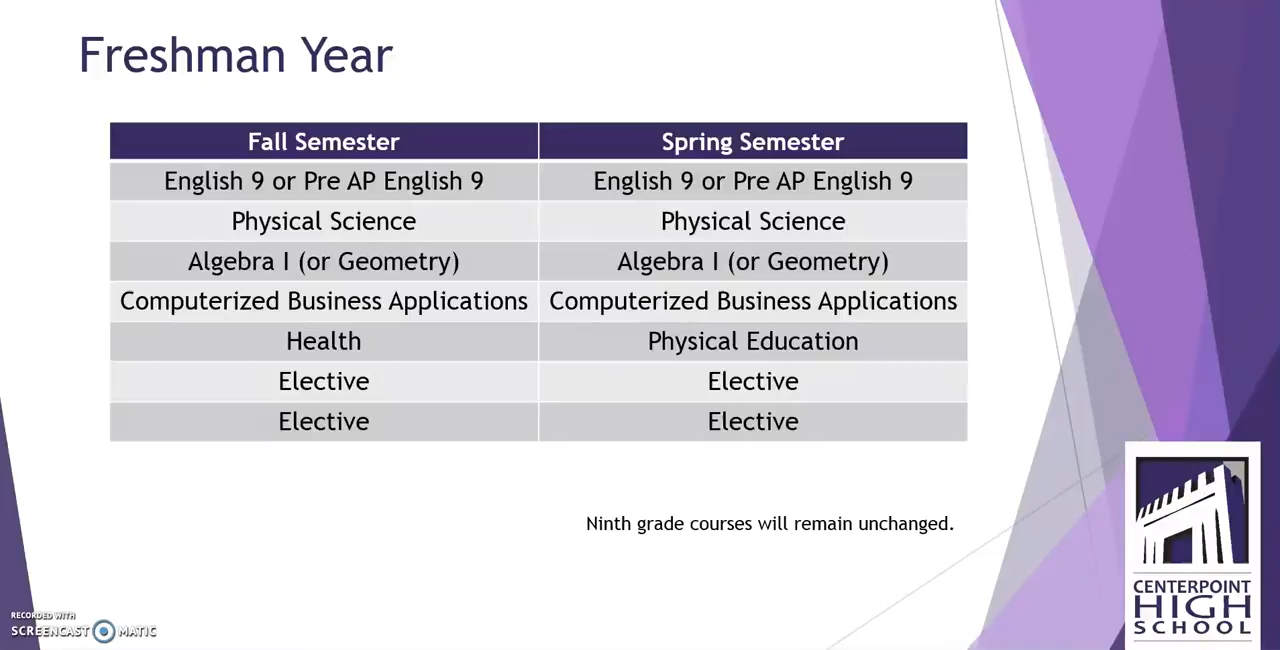 Freshman Year
Fall Semester Spring Semester
English 9 or Pre AP English 9 English 9 or Pre AP English 9
Physical Science Physical Science
Algebra I (or Geometry) Algebra I (or Geometry)
Computerized Business Applications Computerized Business Applications
Health Physical Education
Elective Elective
Elective Elective
Ninth grade courses will remain unchanged.
CENTERPOINT
HIGH
SCHOOL
RECORDED WITH
SCREENCAST MATIC